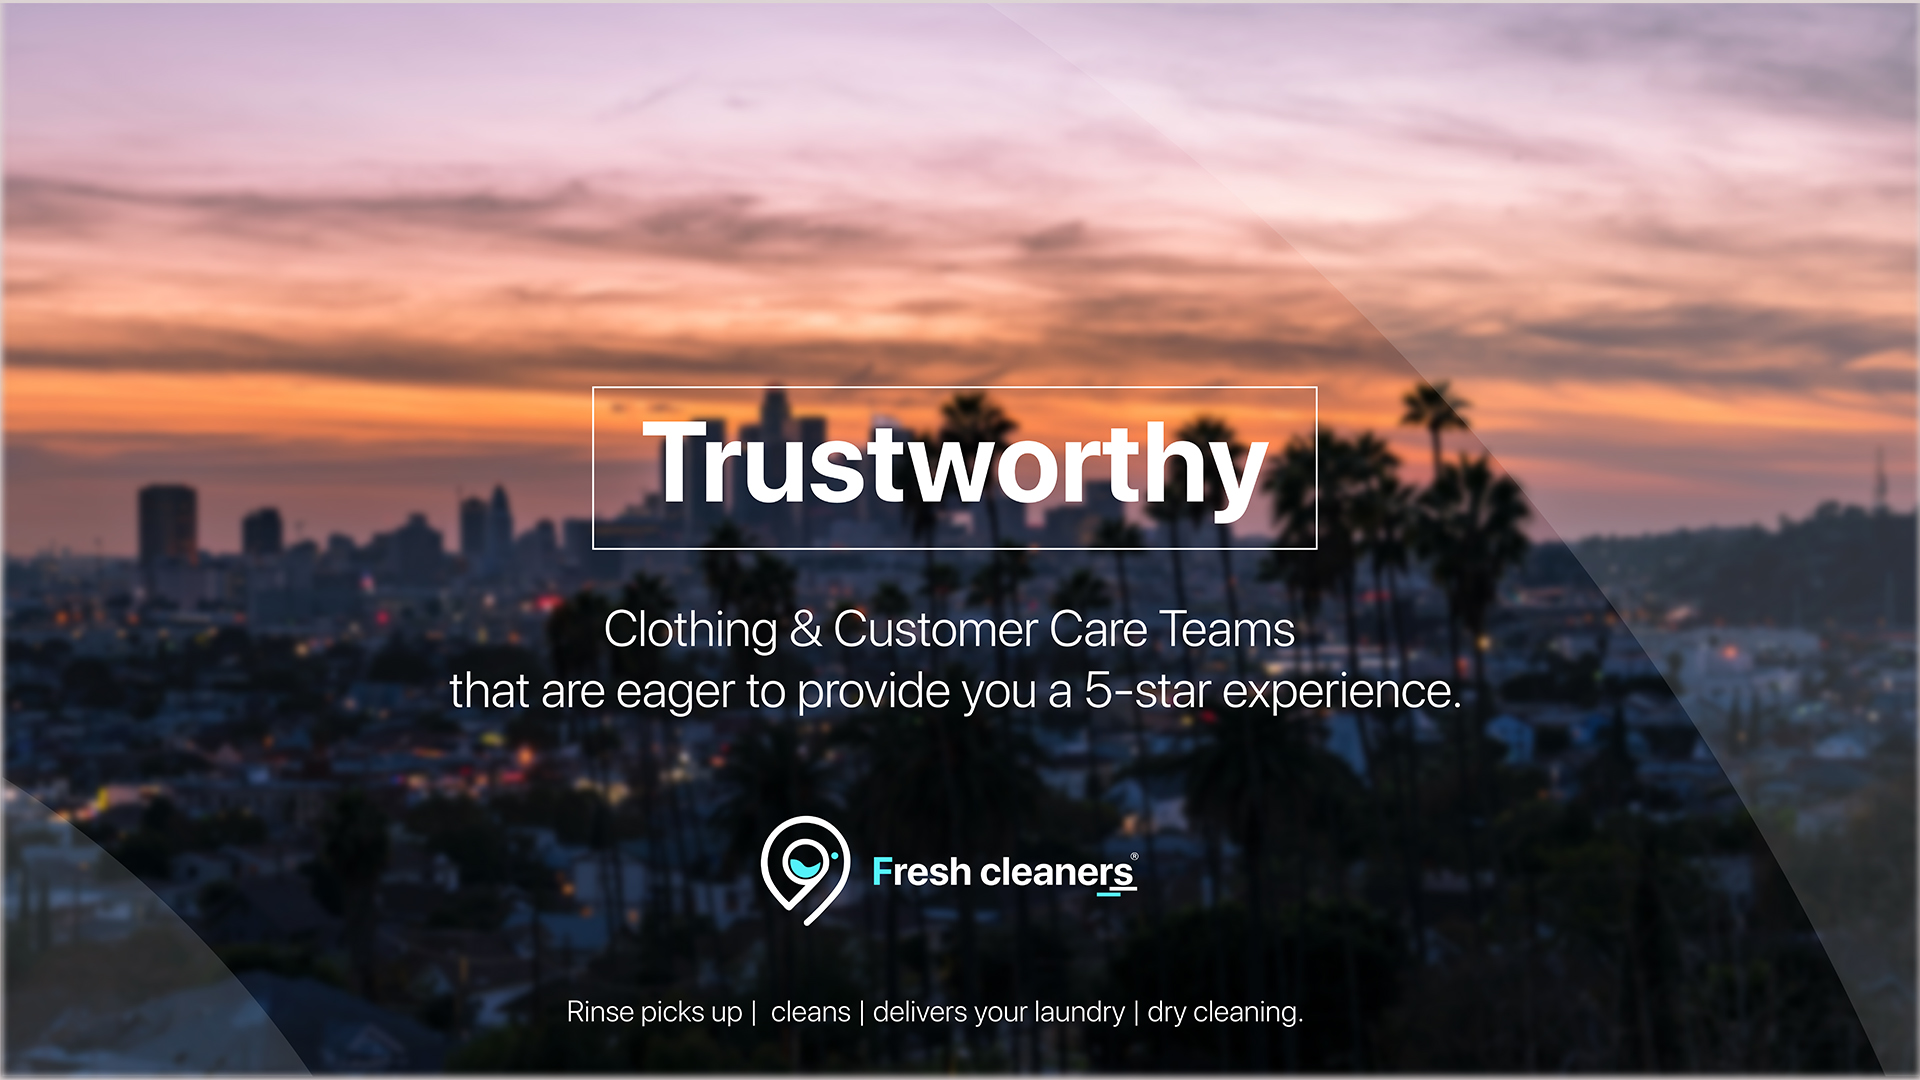 Trustworthy
Clothing & Customer Care Teams
that are eager to provide you a 5-star experience.
Fresh cleaners®
Rinse picks up | cleans | delivers your laundry | dry cleaning.